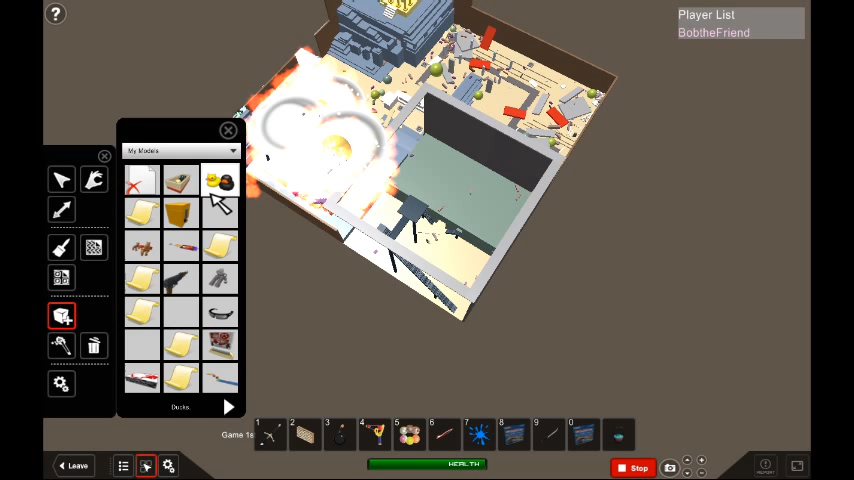 ?
Player List
BobtheFriend
My Models
Ducks.
1
2
3
4
5
6
7
8
9
0
Game 1s
Leave
HEALTH
Stop
REPORT